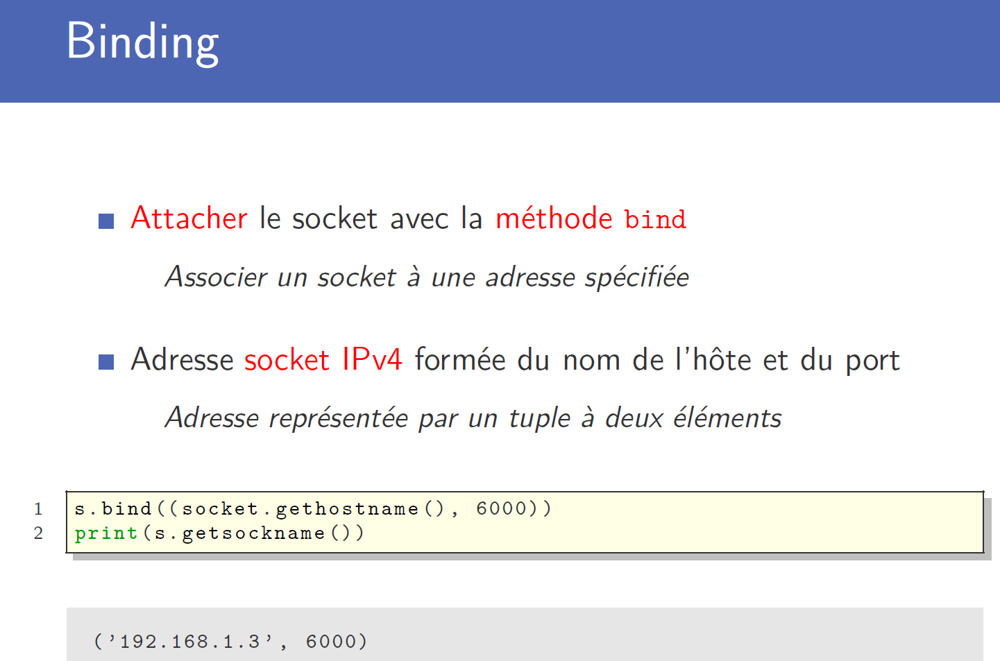 Binding
Attacher le socket avec la méthode bind
Associer un socket à une adresse spécifiée
Adresse socket IPv4 formée du nom de l'hôte et du port
Adresse représentée par un tuple à deux éléments
1 s.bind((socket.gethostname(), 6000))
2 print(s.getsockname())
('192.168.1.3', 6000)